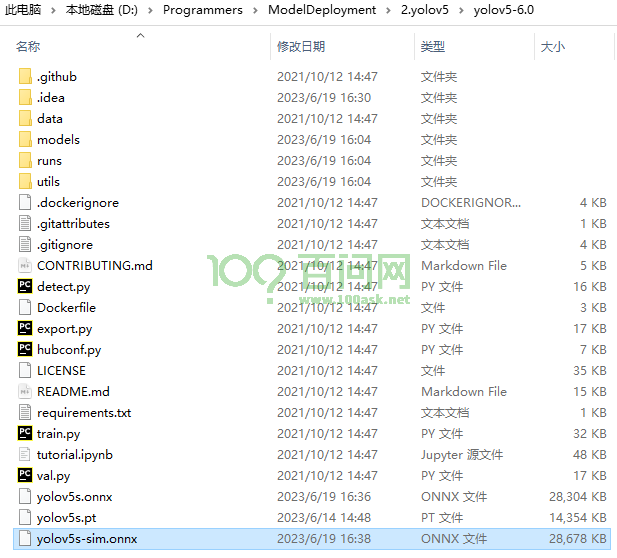 此电脑 > 本地磁盘 (D:) > Programmers > ModelDeployment > 2.yolov5 > yolov5-6.0
名称 修改日期 类型 大小
.github 2021/10/12 14:47 文件夹
.idea 2023/6/19 16:30 文件夹
data 2021/10/12 14:47 文件夹
models 2023/6/19 16:04 文件夹
runs 2023/6/19 16:04 文件夹
utils 2023/6/19 16:04 文件夹
.dockerignore 2021/10/12 14:47 DOCKERIGNOR... 4 KB
.gitattributes 2021/10/12 14:47 文本文档 1 KB
.gitignore 2021/10/12 14:47 文本文档 4 KB
CONTRIBUTING.md 2021/10/12 14:47 Markdown File 5 KB
detect.py 2021/10/12 14:47 PY 文件 16 KB
Dockerfile 2021/10/12 14:47 文件 3 KB
export.py 2021/10/12 14:47 PY 文件 17 KB
hubconf.py 2021/10/12 14:47 PY 文件 7 KB
LICENSE 2021/10/12 14:47 文件 35 KB
README.md 2021/10/12 14:47 Markdown File 15 KB
requirements.txt 2021/10/12 14:47 文本文档 1 KB
train.py 2021/10/12 14:47 PY 文件 32 KB
tutorial.ipynb 2021/10/12 14:47 Jupyter 源文件 48 KB
val.py 2021/10/12 14:47 PY 文件 17 KB
yolov5s.onnx 2023/6/19 16:36 ONNX 文件 28,304 KB
yolov5s.pt 2023/6/14 14:48 PT 文件 14,354 KB
yolov5s-sim.onnx 2023/6/19 16:38 ONNX 文件 28,678 KB
百问网
www.100ask.net